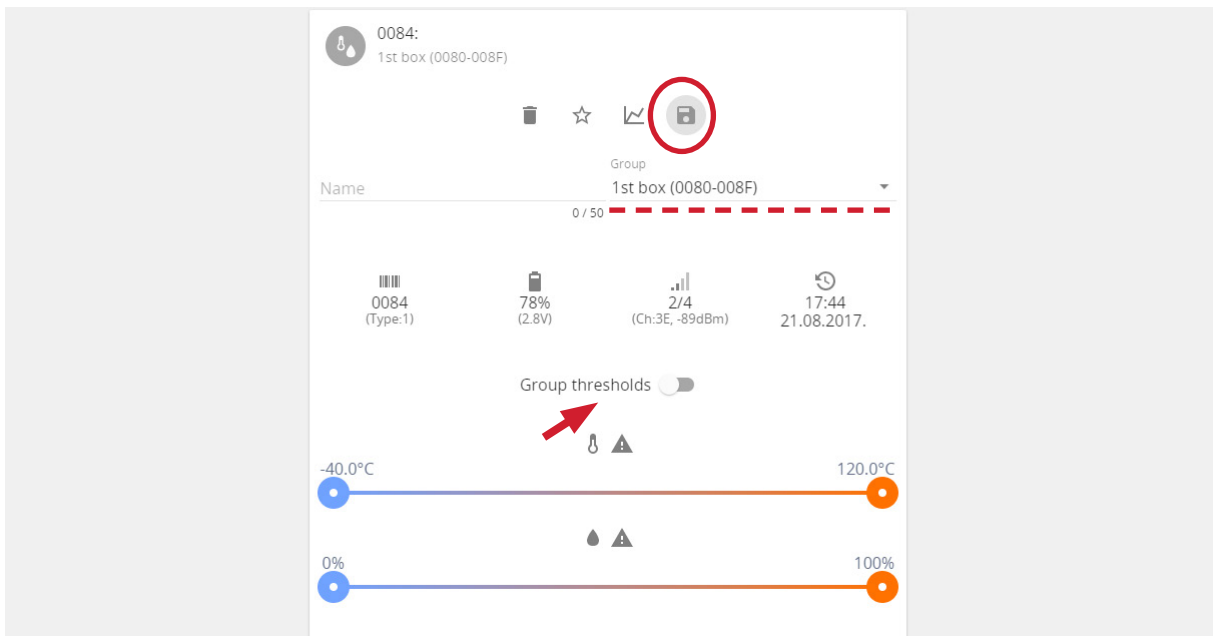 0084:
1st box (0080-008F)
Group
Name
1st box (0080-008F)
0 / 50
0084
(Type:1)
78%
(2.8V)
2/4
(Ch:3E, -89dBm)
17:44
21.08.2017.
Group thresholds
-40.0°C
120.0°C
0%
100%